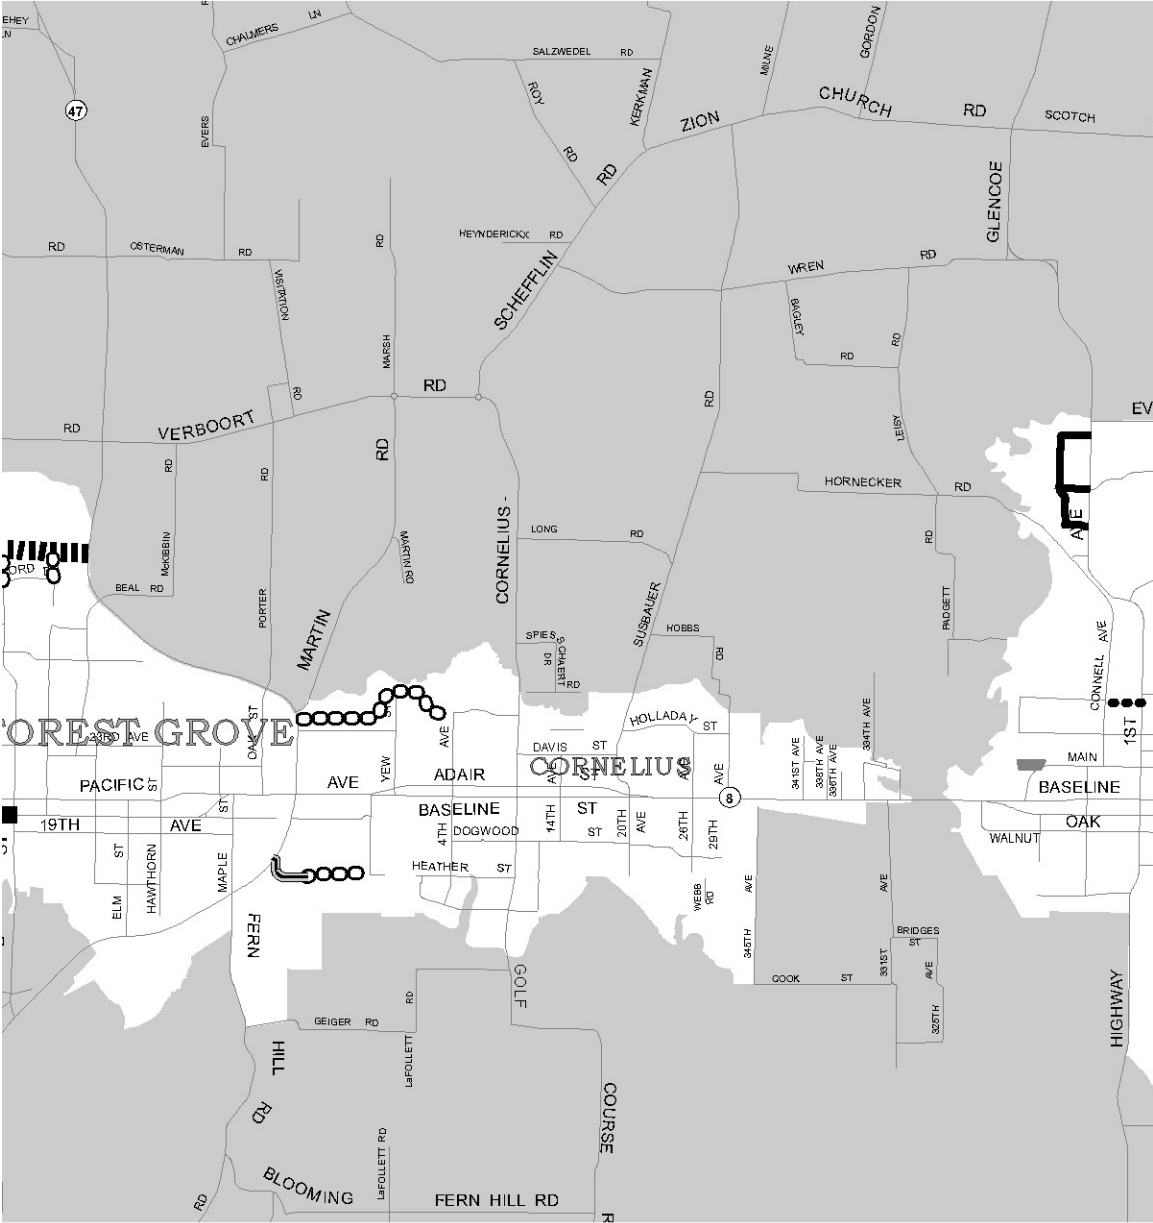 EHEY
LN
CHALMERS LN
SALZWEDEL RD
MILNE
GORDON
47
EVERS
ROY
RD
KERKMAN
ZION
CHURCH
RD
SCOTCH
RD
GLENCOE
RD
OSTERMAN
RD
RD
HEYNDERICKX RD
WREN
RD
VISITATION
RD
SCHEFFLIN
BAGLEY
RD
RD
MARSH
RD
RD
VERBOORT
RD
RD
LEISY
EV
RD
RD
HORNECKER
RD
AVE
McKIBBIN
CORNELIUS -
LONG
RD
RD
ORD
MARTIN RD
BEAL RD
PORTER
SUSBAUER
PADGETT
MARTIN
SPIES
SCHAERT
DR
RD
HOBBS
RD
CONNELL AVE
OREST GROVE
OAK ST
23RD AVE
ST
AVE
HOLLADAY
ST
334TH AVE
1ST
DAVIS ST
CORNELIUS
ST
AVE
AVE
AVE
YEW
341ST AVE
338TH AVE
336TH AVE
MAIN
PACIFIC
ST
AVE
ADAIR
BASELINE
8
19TH
AVE
ST
BASELINE
ST
OAK
4TH
DOGWOOD
ST
14TH
20TH
AVE
26TH
29TH
WALNUT
ST
ELM
HAWTHORN
MAPLE
HEATHER
ST
WEBB
RD
AVE
345TH
AVE
331ST
FERN
GOLF
BRIDGES
ST
COOK ST
AVE
325TH
HIGHWAY
RD
GEIGER RD
LaFOLLETT
HILL
RD
COURSE
LaFOLLETT RD
RD
BLOOMING
FERN HILL RD
R